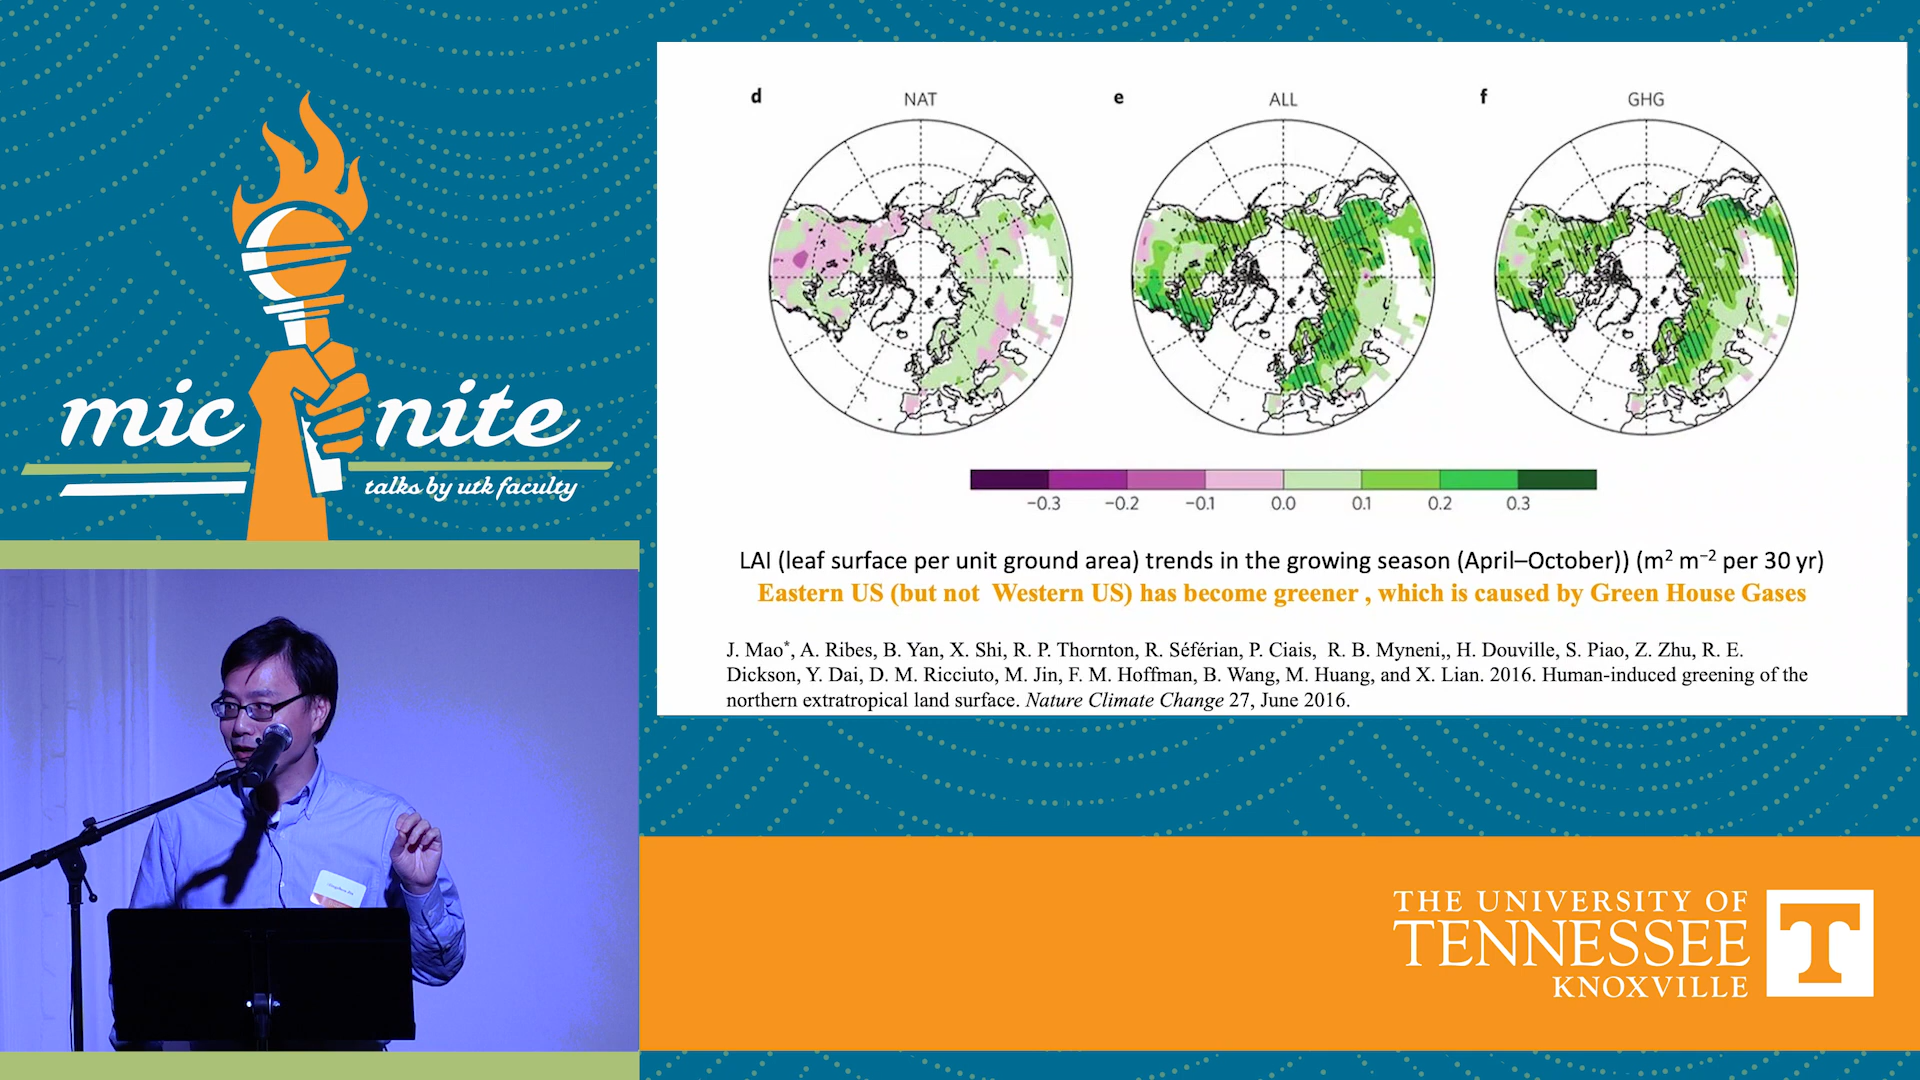 mic nite
talks by utk faculty
d NAT e ALL f GHG
−0.3 −0.2 −0.1 0.0 0.1 0.2 0.3
LAI (leaf surface per unit ground area) trends in the growing season (April–October)) (m² m⁻² per 30 yr)
Eastern US (but not Western US) has become greener , which is caused by Green House Gases
J. Mao*, A. Ribes, B. Yan, X. Shi, R. P. Thornton, R. Séférian, P. Ciais, R. B. Myneni,, H. Douville, S. Piao, Z. Zhu, R. E.
Dickson, Y. Dai, D. M. Ricciuto, M. Jin, F. M. Hoffman, B. Wang, M. Huang, and X. Lian. 2016. Human-induced greening of the
northern extratropical land surface. Nature Climate Change 27, June 2016.
THE UNIVERSITY OF
TENNESSEE
KNOXVILLE
T